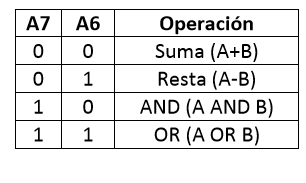 A7 A6 Operación
0 0 Suma (A+B)
0 1 Resta (A-B)
1 0 AND (A AND B)
1 1 OR (A OR B)